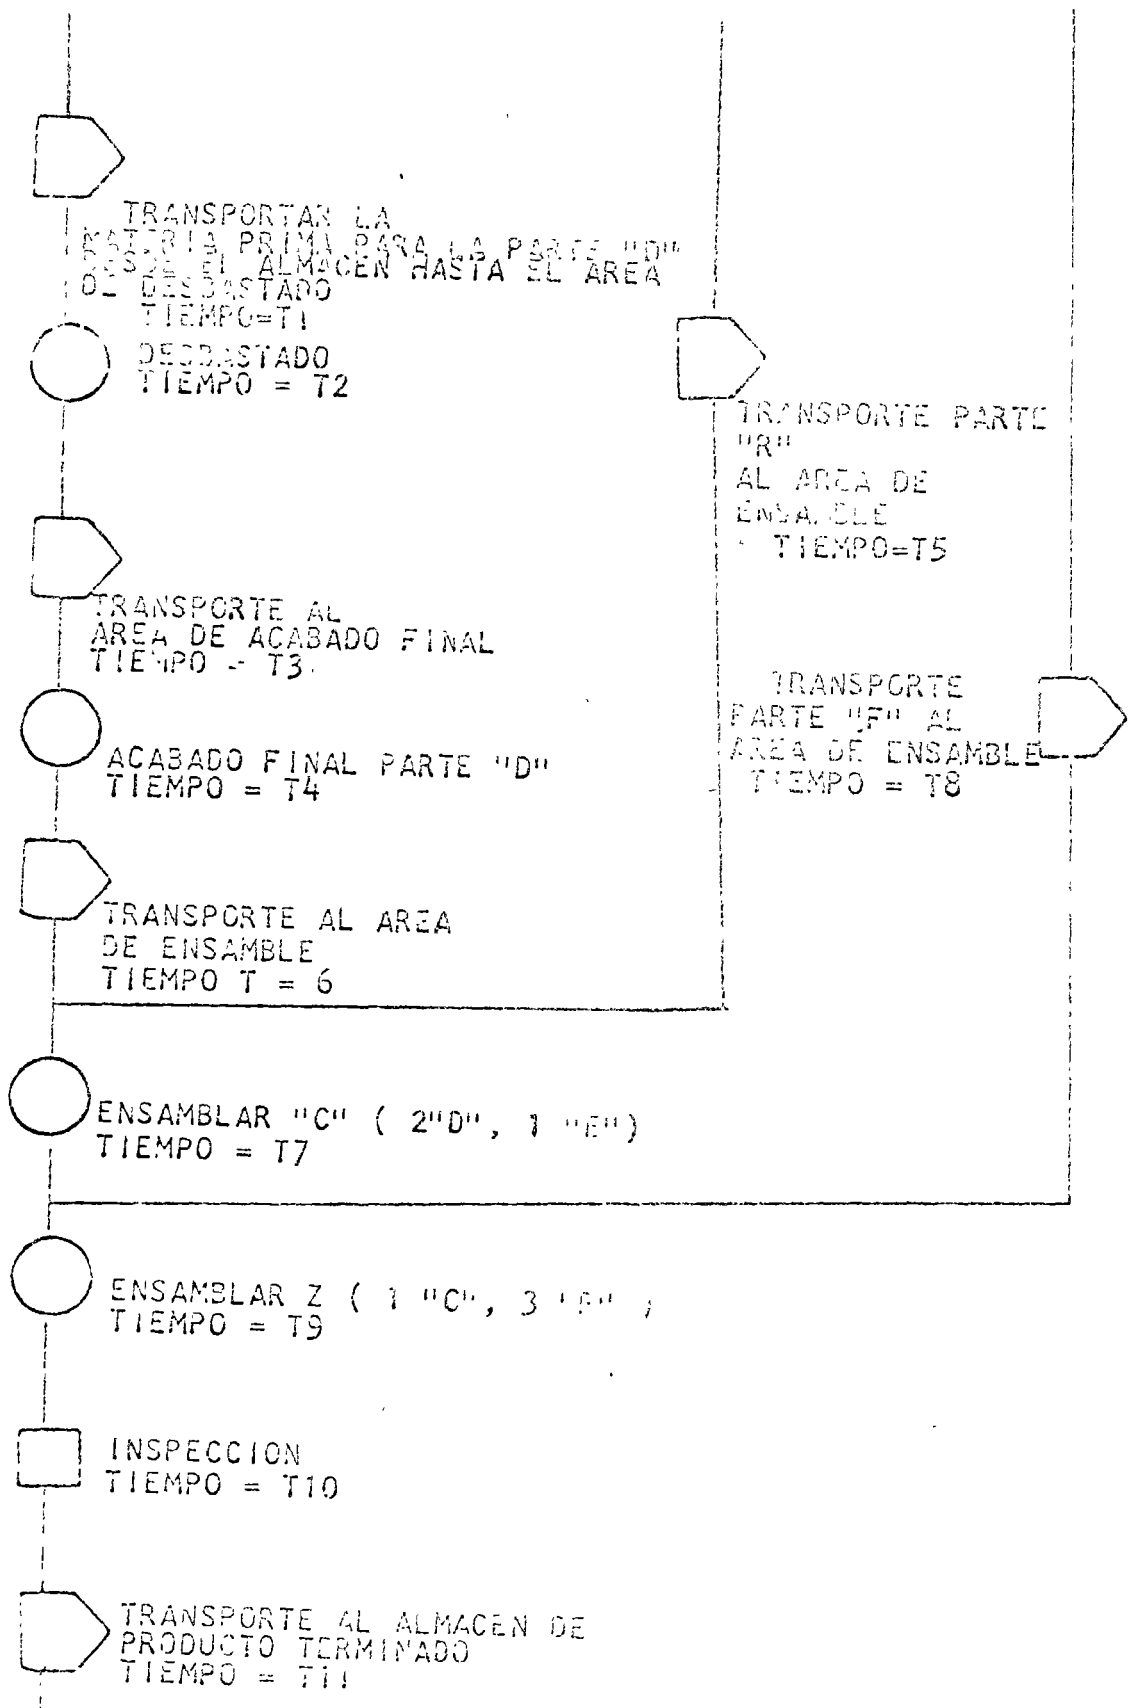 TRANSPORTAR LA
MATERIA PRIMA PARA LA PARTE "D"
DESDE EL ALMACEN HASTA EL AREA
DE DESBASTADO
TIEMPO=T1
DESBASTADO
TIEMPO = T2
TRANSPORTE PARTE
"R"
AL AREA DE
ENSAMBLE
TIEMPO=T5
TRANSPORTE AL
AREA DE ACABADO FINAL
TIEMPO = T3
TRANSPORTE
PARTE "F" AL
AREA DE ENSAMBLE
TIEMPO = T8
ACABADO FINAL PARTE "D"
TIEMPO = T4
TRANSPORTE AL AREA
DE ENSAMBLE
TIEMPO T = 6
ENSAMBLAR "C" ( 2"D", 1 "E")
TIEMPO = T7
ENSAMBLAR Z ( 1 "C", 3 )
TIEMPO = T9
INSPECCION
TIEMPO = T10
TRANSPORTE AL ALMACEN DE
PRODUCTO TERMINADO
TIEMPO = T11